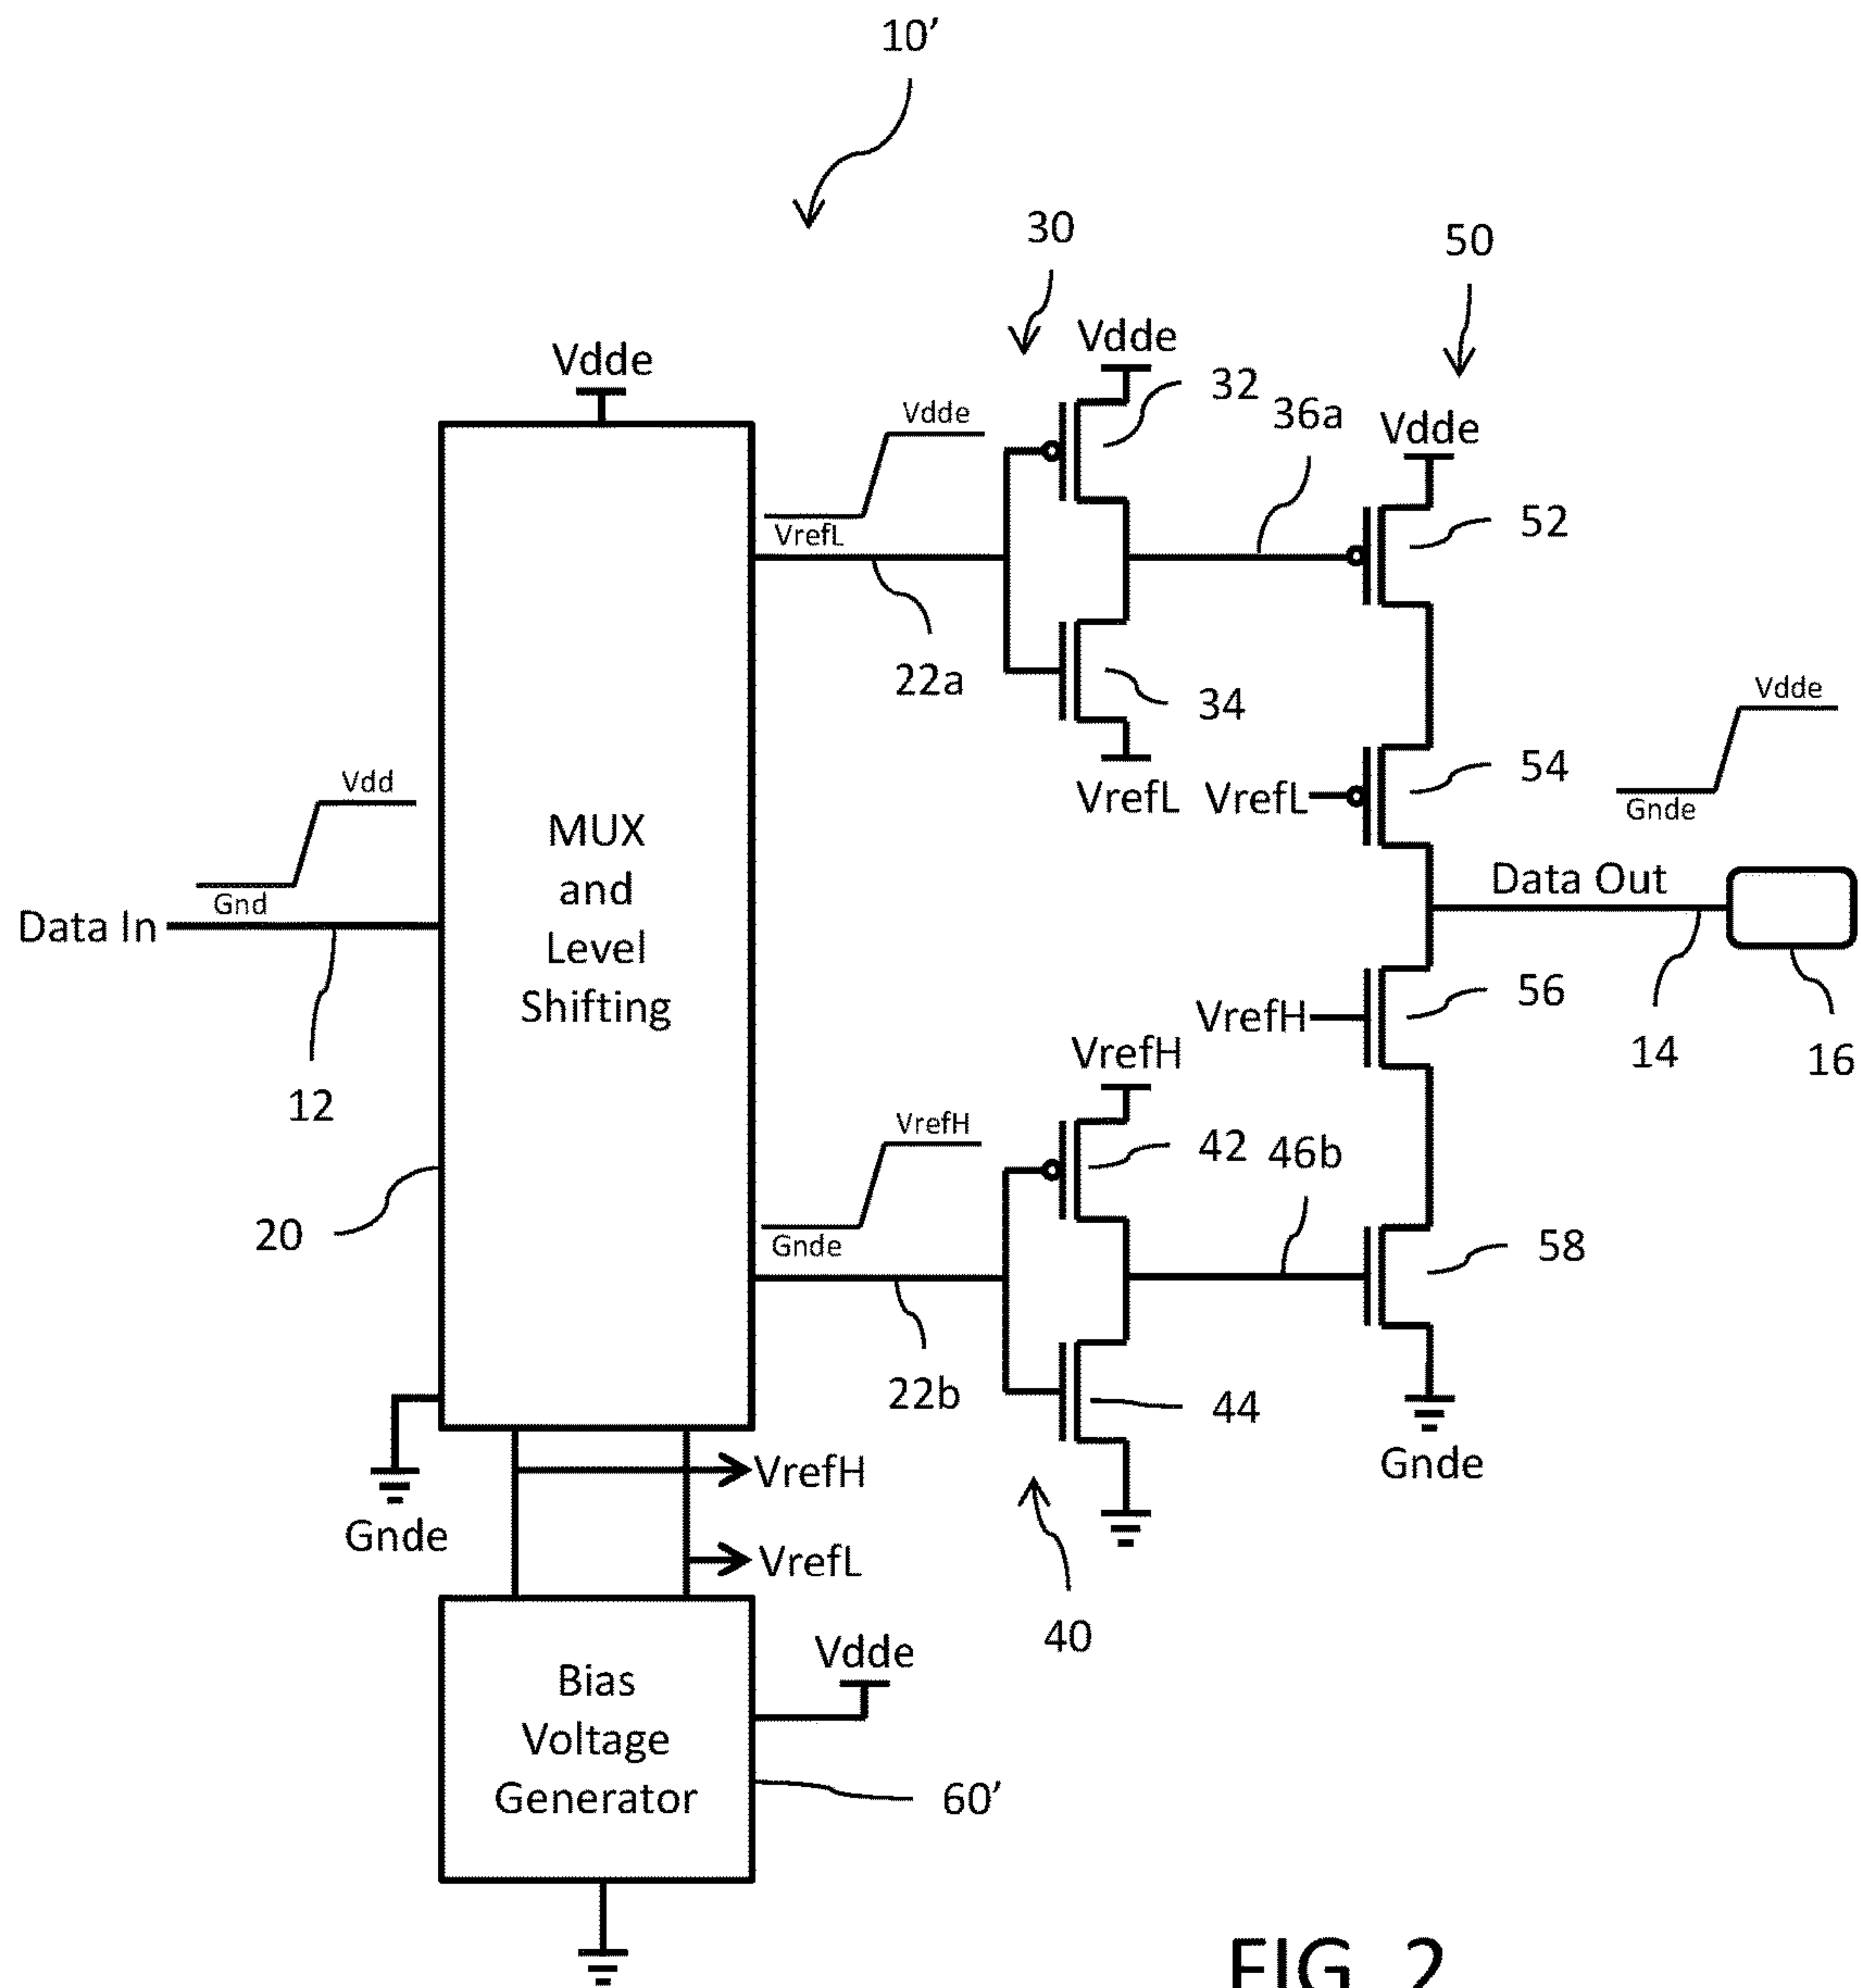 10’
30
50
Vdde
Vdde
32
36a
Vdde
Vdde
52
VrefL
22a
34
Vdde
54
VrefL
VrefL
Gnde
Vdd
MUX
and
Level
Shifting
Data Out
Gnd
Data In
56
VrefH
14
16
VrefH
12
VrefH
42
46b
20
Gnde
58
22b
44
Gnde
VrefH
Gnde
VrefL
40
Vdde
Bias
Voltage
Generator
60’
FIG. 2